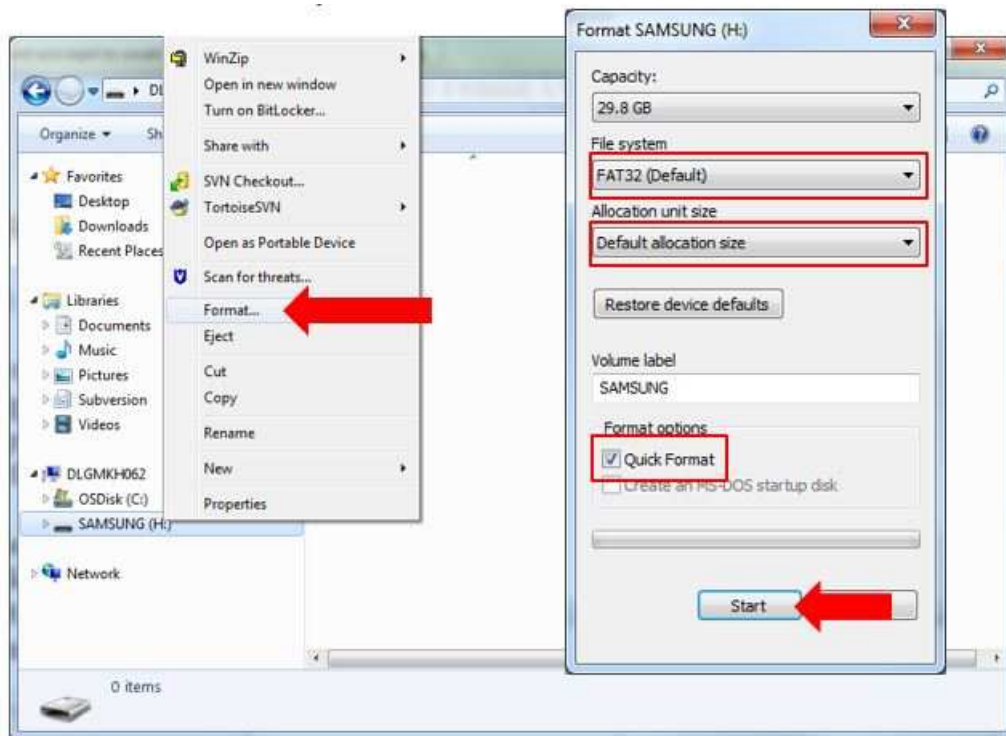 DL
Organize
Sh
Favorites
Desktop
Downloads
Recent Places
Libraries
Documents
Music
Pictures
Subversion
Videos
DLGMKH062
OSDisk (C:)
SAMSUNG (H:)
Network
0 items
WinZip
Open in new window
Turn on BitLocker...
Share with
SVN Checkout...
TortoiseSVN
Open as Portable Device
Scan for threats...
Format...
Eject
Cut
Copy
Rename
New
Properties
Format SAMSUNG (H:)
Capacity:
29.8 GB
File system
FAT32 (Default)
Allocation unit size
Default allocation size
Restore device defaults
Volume label
SAMSUNG
Format options
Quick Format
Create an MS-DOS startup disk
Start